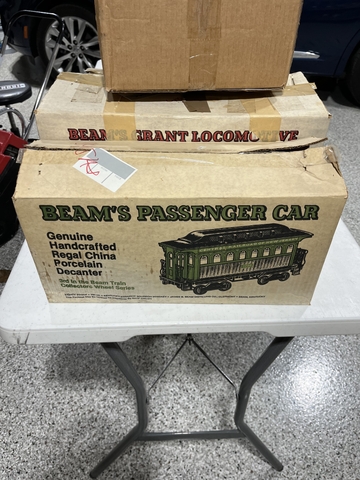 BEAM'S GRANT LOCOMOTIVE
BEAM'S PASSENGER CAR
Genuine
Handcrafted
Regal China
Porcelain
Decanter
3rd in the Beam Train
Collectors Wheel Series